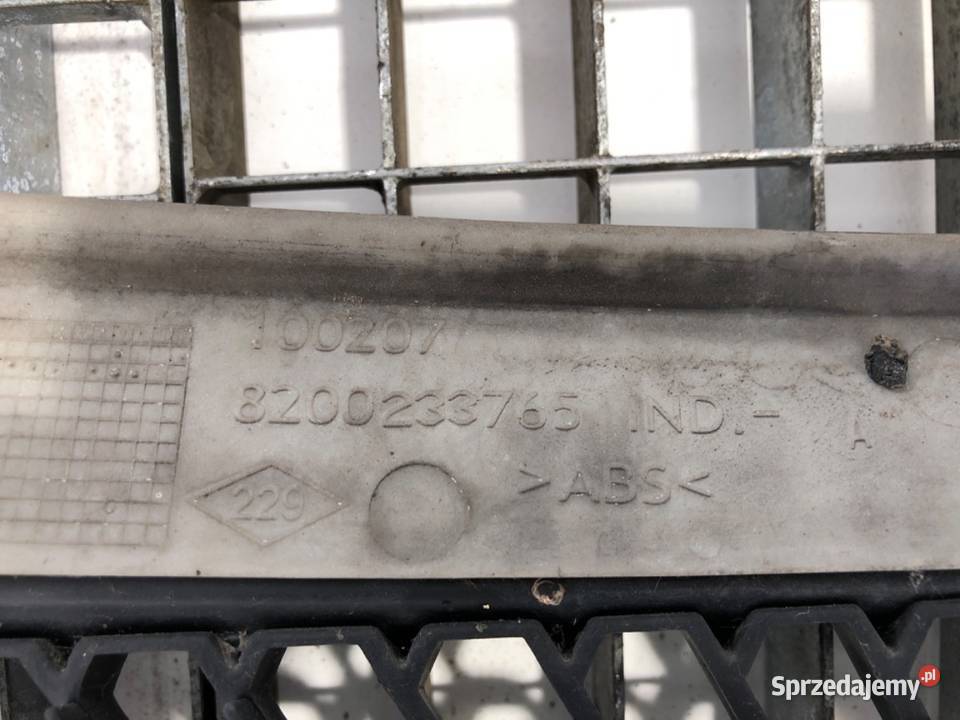 100207
8200233765 IND.-
A
229
>ABS<
Sprzedajemy.pl